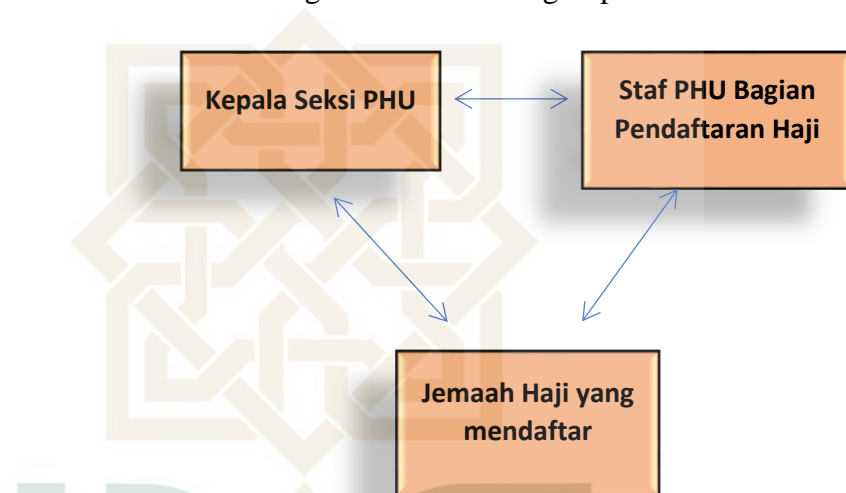 Kepala Seksi PHU
Staf PHU Bagian
Pendaftaran Haji
Jemaah Haji yang
mendaftar